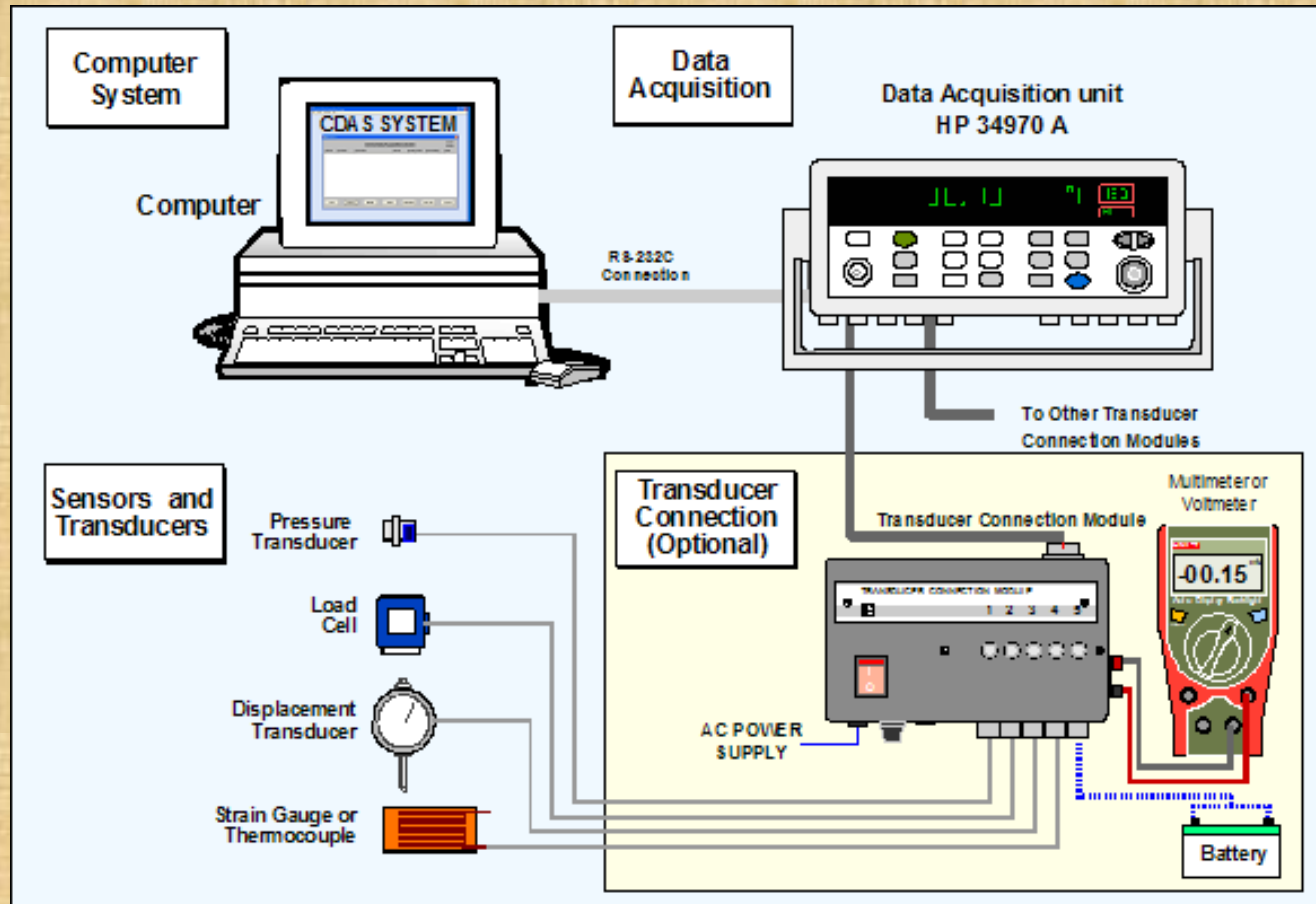 Computer
System
Data
Acquisition
Data Acquisition unit
HP 34970 A
CDAS SYSTEM
Computer
RS-232C
Connection
To Other Transducer
Connection Modules
Sensors and
Transducers
Transducer
Connection
(Optional)
Multimeter or
Voltmeter
Pressure
Transducer
Transducer Connection Module
-00.15
TRANSDUCER CONNECTION MODULE
1 2 3 4 5
Load
Cell
I
O
Displacement
Transducer
AC POWER
SUPPLY
Strain Gauge or
Thermocouple
Battery